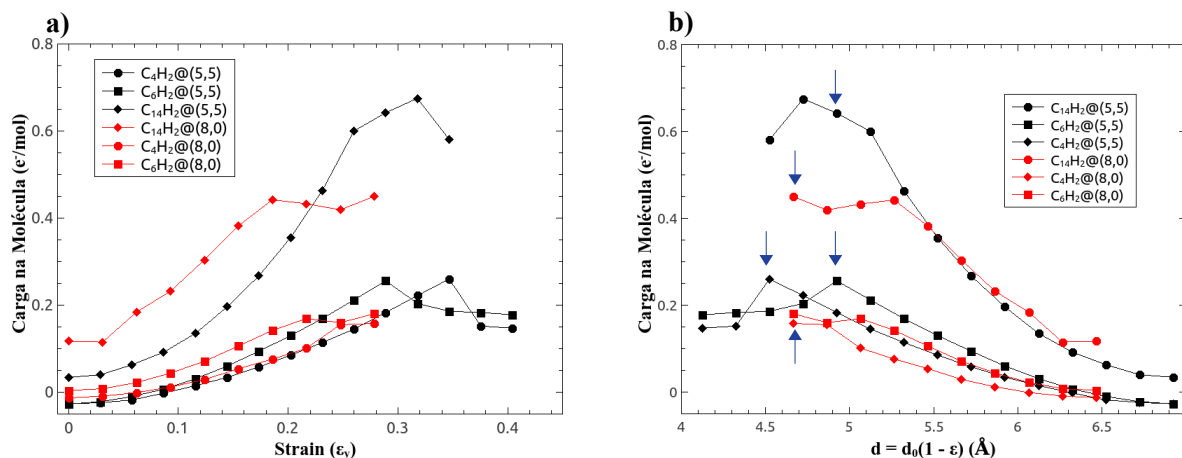 a)
Carga na Molécula (e⁻/mol)
0.8
0.6
0.4
0.2
0
C₄H₂@(5,5)
C₆H₂@(5,5)
C₁₄H₂@(5,5)
C₁₄H₂@(8,0)
C₄H₂@(8,0)
C₆H₂@(8,0)
0 0.1 0.2 0.3 0.4
Strain (εᵧ)
b)
Carga na Molécula (e⁻/mol)
0.8
0.6
0.4
0.2
0
C₁₄H₂@(5,5)
C₆H₂@(5,5)
C₄H₂@(5,5)
C₁₄H₂@(8,0)
C₄H₂@(8,0)
C₆H₂@(8,0)
4 4.5 5 5.5 6 6.5
d = d₀(1 - ε) (Å)